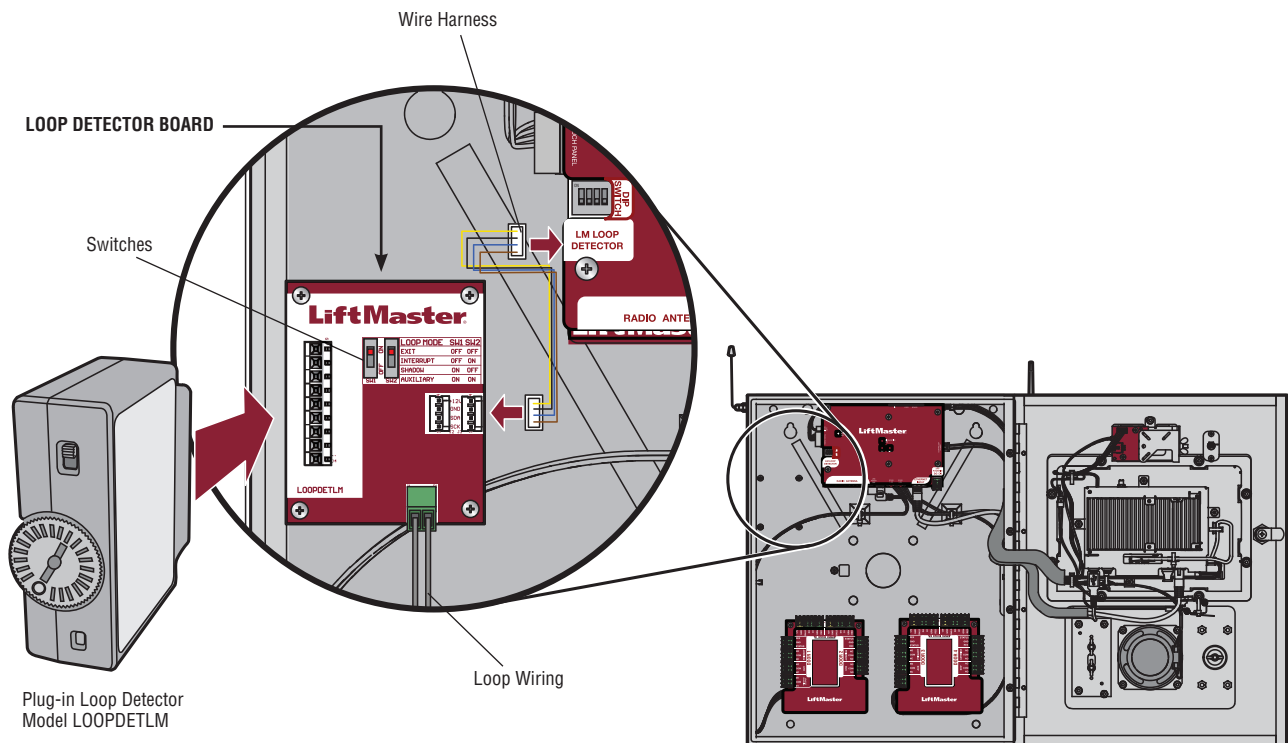 Wire Harness
LOOP DETECTOR BOARD
Switches
DIP
SWITCH
LM LOOP
DETECTOR
RADIO ANTE
LiftMaster
ON
OFF
SW1 SW2
LOOP MODE SW1 SW2
EXIT OFF OFF
INTERRUPT OFF ON
SHADOW ON OFF
AUXILIARY ON ON
+12V
GND
SDA
SCK
LOOPDETLM
Loop Wiring
Plug-in Loop Detector
Model LOOPDETLM
LiftMaster
LiftMaster
LiftMaster